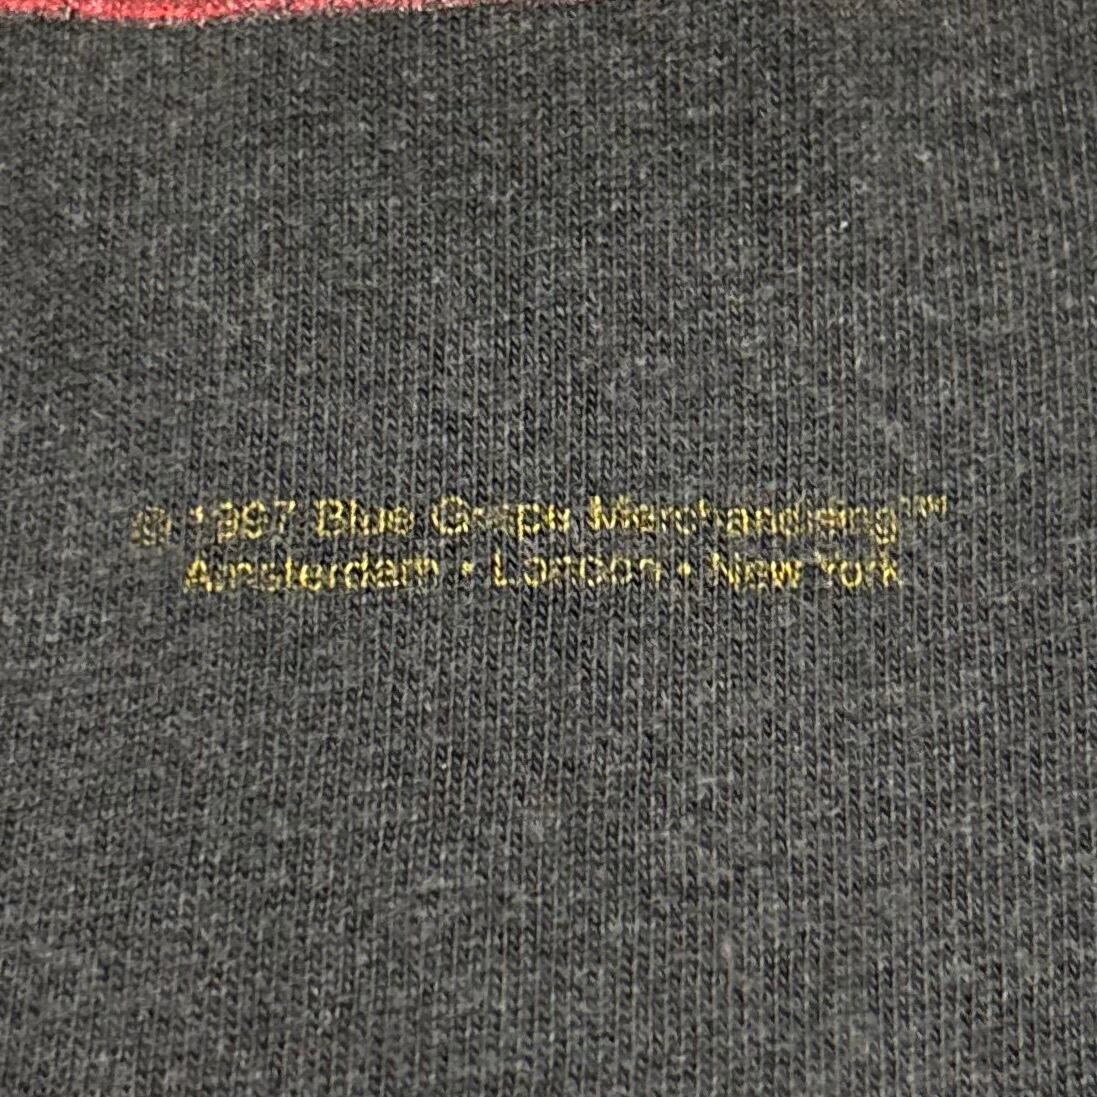 © 1997 Blue Grape Merchandising™
Amsterdam • London • New York